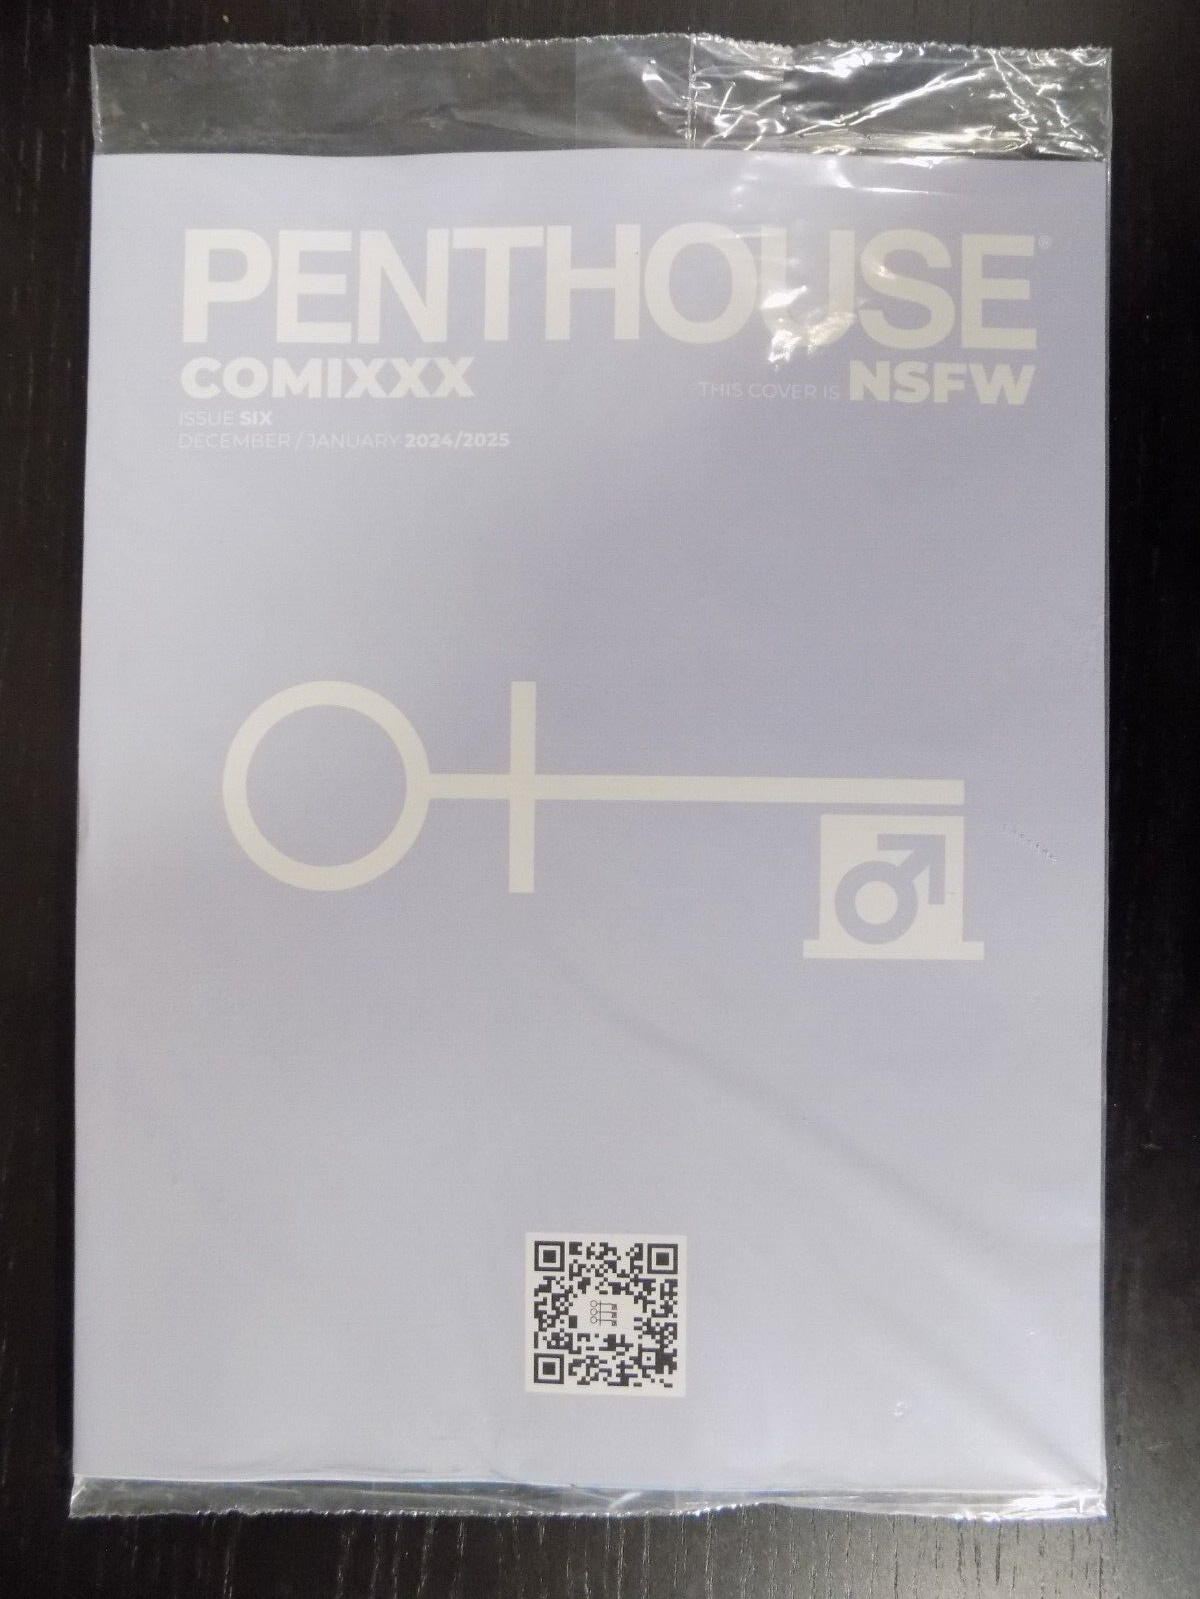 PENTHOUSE®
COMIXXX
THIS COVER IS NSFW
ISSUE SIX
DECEMBER / JANUARY 2024/2025